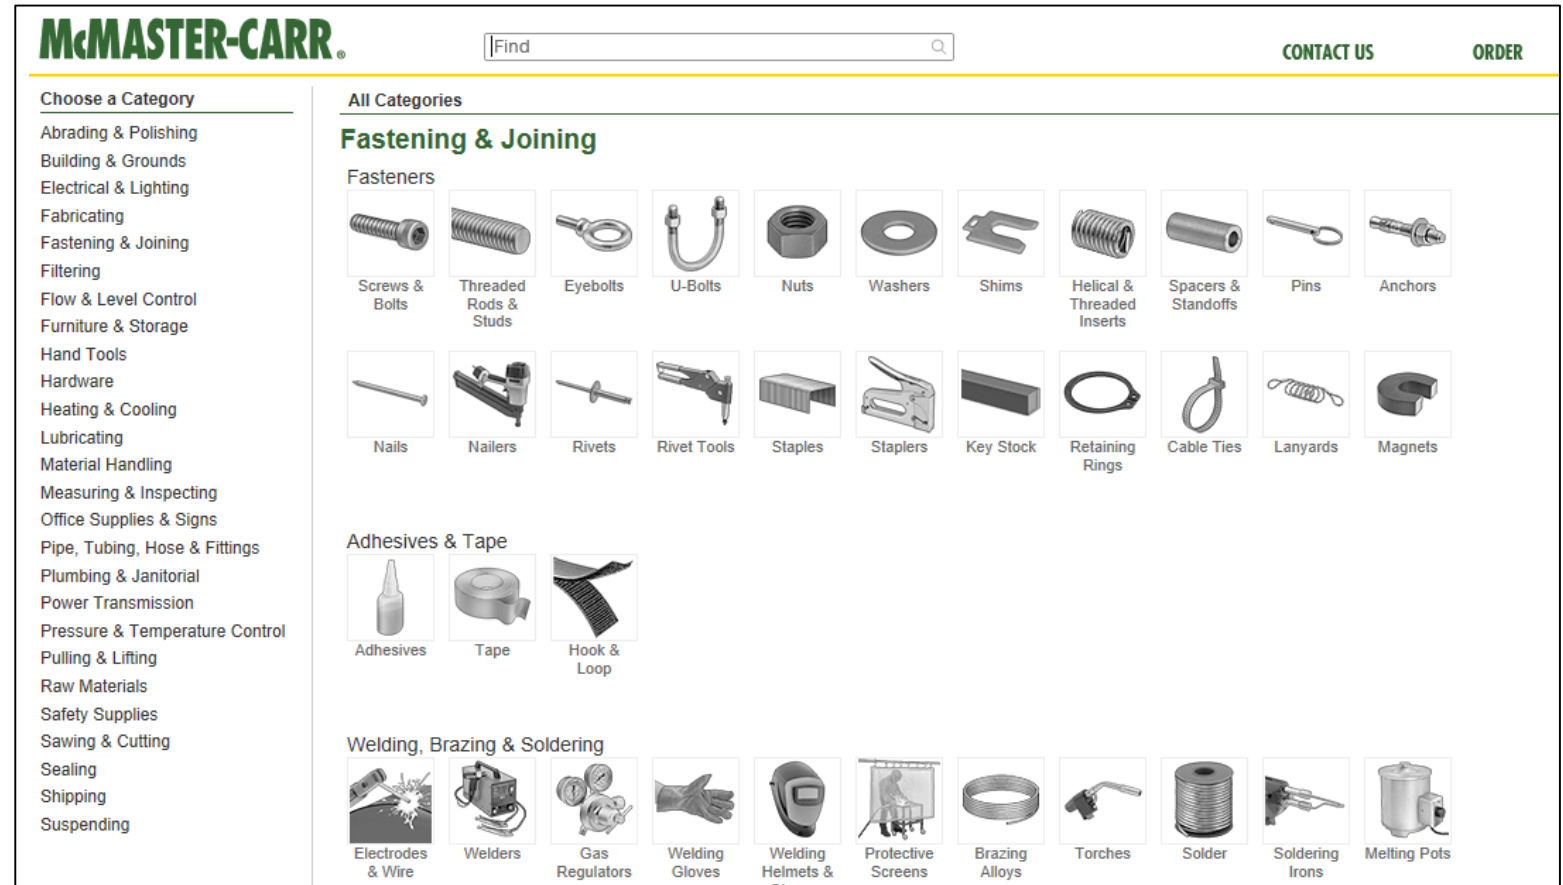 McMASTER-CARR®
Find
CONTACT US
ORDER
Choose a Category
Abrading & Polishing
Building & Grounds
Electrical & Lighting
Fabricating
Fastening & Joining
Filtering
Flow & Level Control
Furniture & Storage
Hand Tools
Hardware
Heating & Cooling
Lubricating
Material Handling
Measuring & Inspecting
Office Supplies & Signs
Pipe, Tubing, Hose & Fittings
Plumbing & Janitorial
Power Transmission
Pressure & Temperature Control
Pulling & Lifting
Raw Materials
Safety Supplies
Sawing & Cutting
Sealing
Shipping
Suspending
All Categories
Fastening & Joining
Fasteners
Screws &
Bolts
Threaded
Rods &
Studs
Eyebolts
U-Bolts
Nuts
Washers
Shims
Helical &
Threaded
Inserts
Spacers &
Standoffs
Pins
Anchors
Nails
Nailers
Rivets
Rivet Tools
Staples
Staplers
Key Stock
Retaining
Rings
Cable Ties
Lanyards
Magnets
Adhesives & Tape
Adhesives
Tape
Hook &
Loop
Welding, Brazing & Soldering
Electrodes
& Wire
Welders
Gas
Regulators
Welding
Gloves
Welding
Helmets &
Protective
Screens
Brazing
Alloys
Torches
Solder
Soldering
Irons
Melting Pots